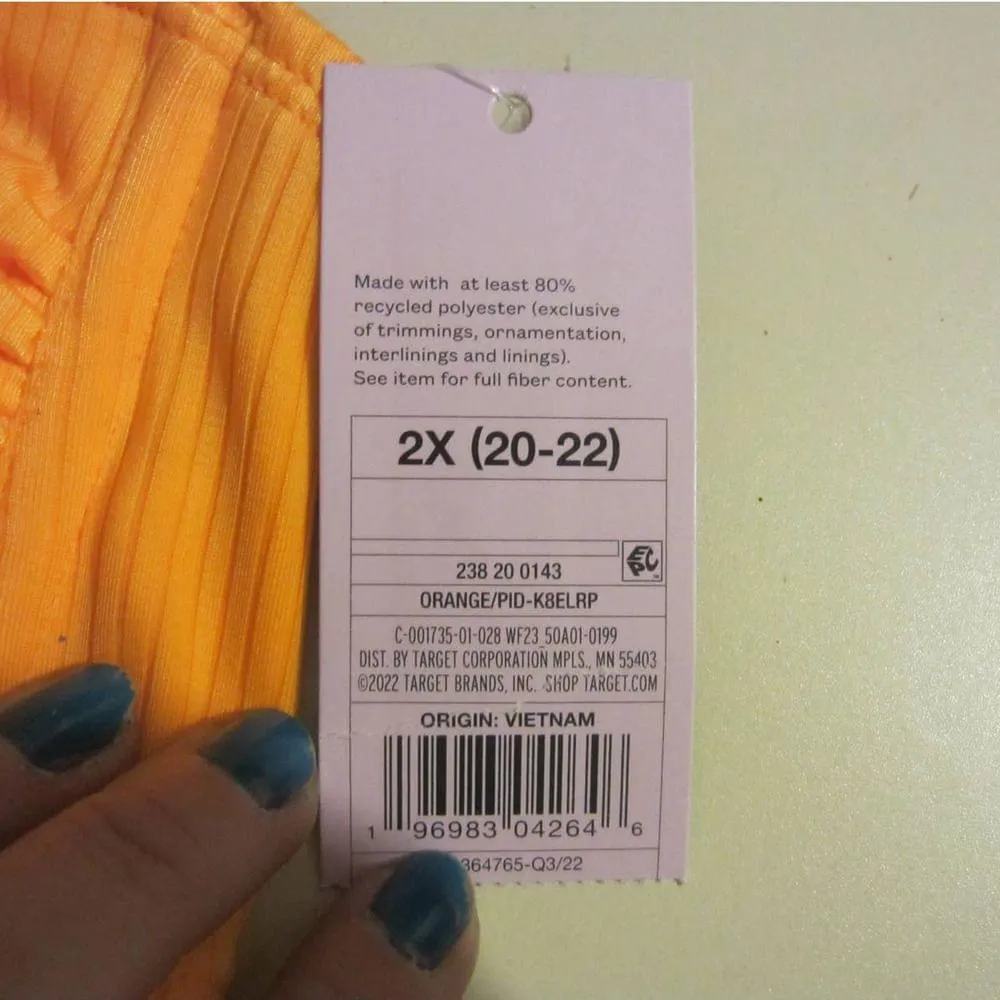 Made with at least 80%
recycled polyester (exclusive
of trimmings, ornamentation,
interlinings and linings).
See item for full fiber content.
2X (20-22)
EPC
238 20 0143
ORANGE/PID-K8ELRP
C-001735-01-028 WF23_50A01-0199
DIST. BY TARGET CORPORATION MPLS., MN 55403
©2022 TARGET BRANDS, INC. SHOP TARGET.COM
ORIGIN: VIETNAM
1 96983 04264 6
364765-Q3/22